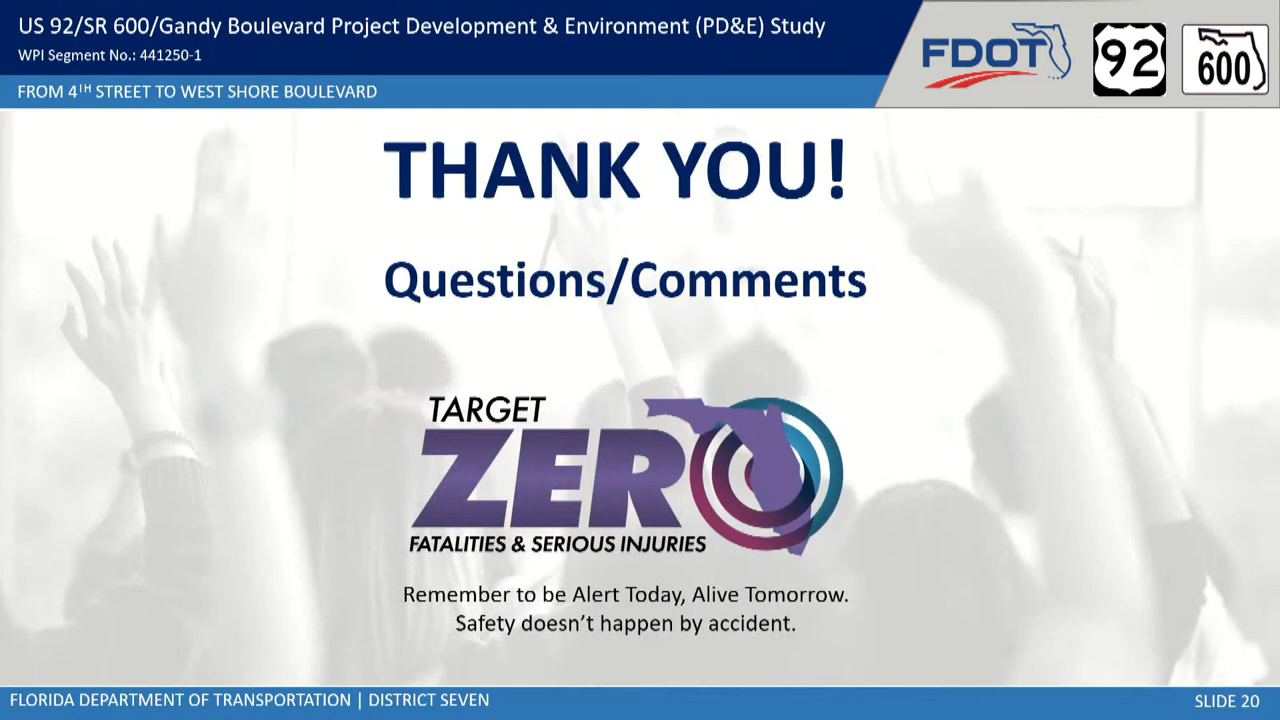 US 92/SR 600/Gandy Boulevard Project Development & Environment (PD&E) Study
WPI Segment No.: 441250-1
FROM 4TH STREET TO WEST SHORE BOULEVARD
FDOT
92
600
THANK YOU!
Questions/Comments
TARGET
ZERO
FATALITIES & SERIOUS INJURIES
Remember to be Alert Today, Alive Tomorrow.
Safety doesn't happen by accident.
FLORIDA DEPARTMENT OF TRANSPORTATION | DISTRICT SEVEN
SLIDE 20